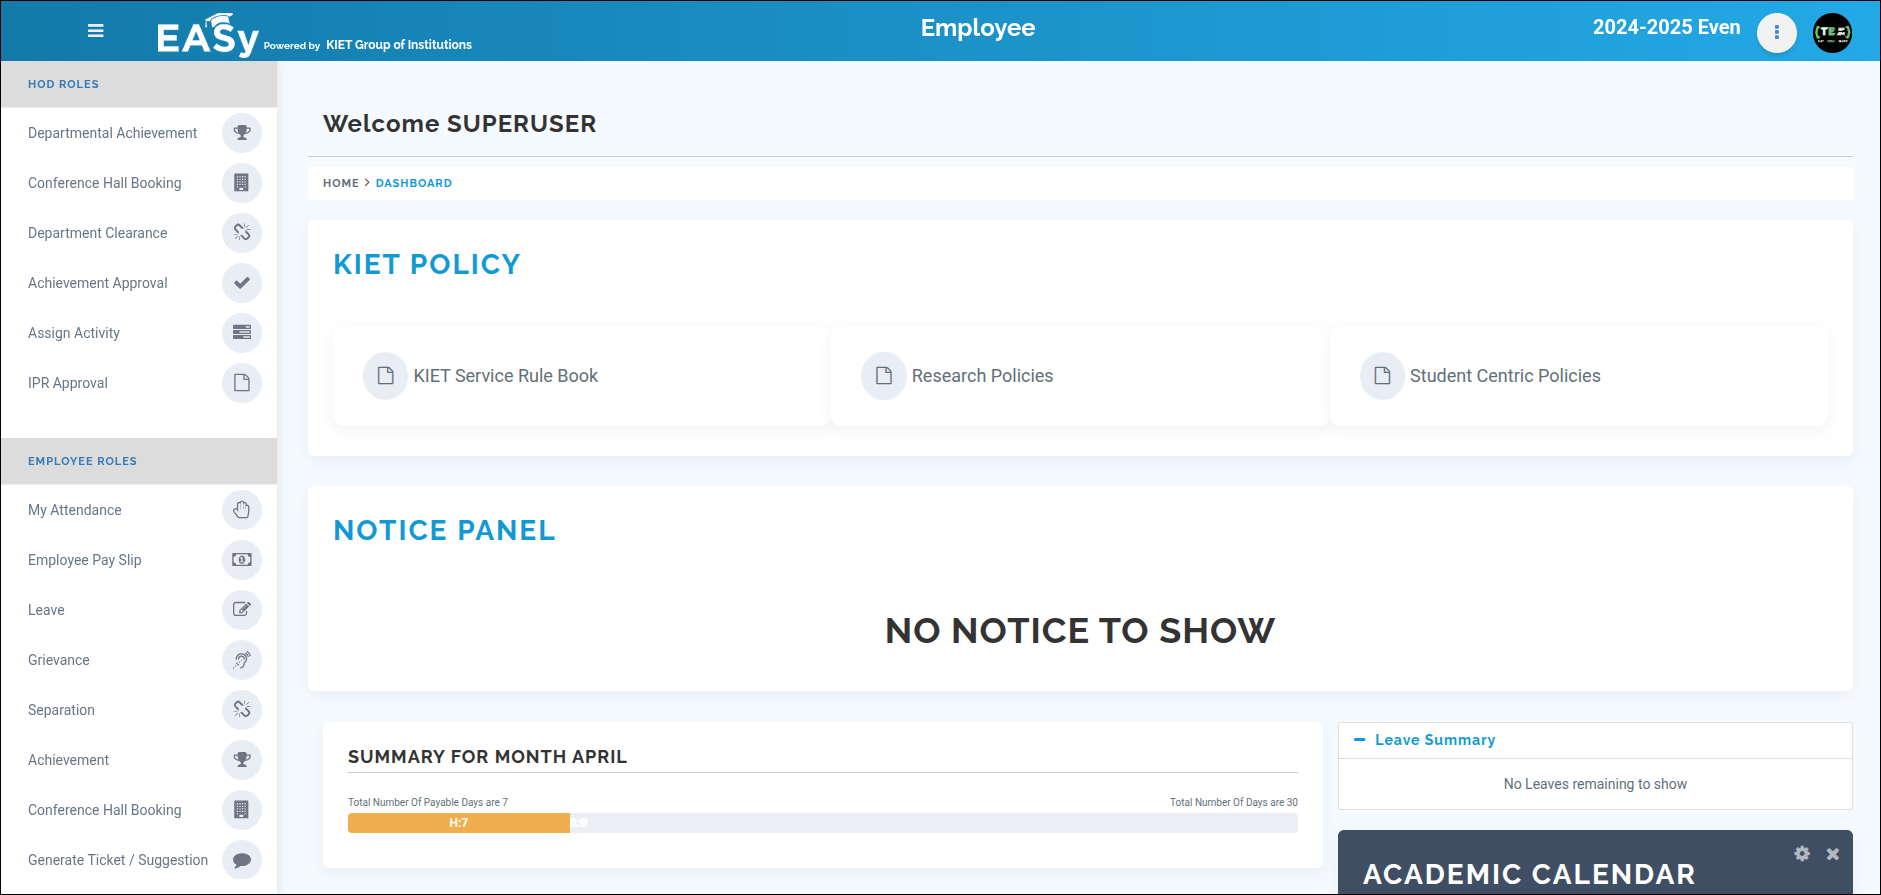 EASy Powered by KIET Group of Institutions
Employee
2024-2025 Even
HOD ROLES
Departmental Achievement
Conference Hall Booking
Department Clearance
Achievement Approval
Assign Activity
IPR Approval
EMPLOYEE ROLES
My Attendance
Employee Pay Slip
Leave
Grievance
Separation
Achievement
Conference Hall Booking
Generate Ticket / Suggestion
Welcome SUPERUSER
HOME > DASHBOARD
KIET POLICY
KIET Service Rule Book
Research Policies
Student Centric Policies
NOTICE PANEL
NO NOTICE TO SHOW
SUMMARY FOR MONTH APRIL
Total Number Of Payable Days are 7
Total Number Of Days are 30
H:7
Leave Summary
No Leaves remaining to show
ACADEMIC CALENDAR